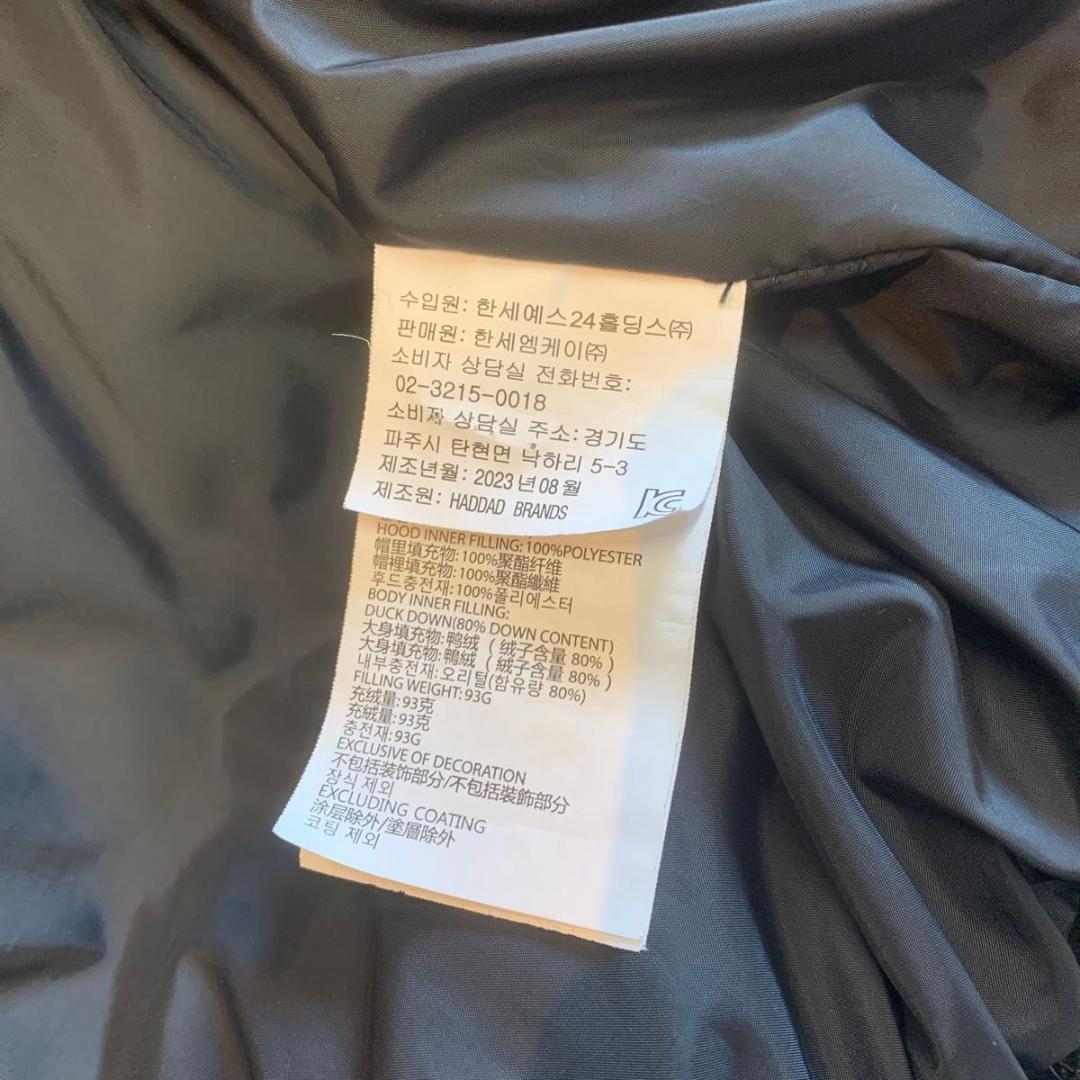 수입원: 한세예스24홀딩스㈜
판매원: 한세엠케이㈜
소비자 상담실 전화번호:
02-3215-0018
소비자 상담실 주소: 경기도
파주시 탄현면 낙하리 5-3
제조년월: 2023년08월
제조원: HADDAD BRANDS
HOOD INNER FILLING:100%POLYESTER
帽里填充物:100%聚酯纤维
帽裡填充物:100%聚酯纖維
후드충전재:100%폴리에스터
BODY INNER FILLING:
DUCK DOWN(80% DOWN CONTENT)
大身填充物:鸭绒 ( 绒子含量 80% )
大身填充物:鴨絨 ( 絨子含量 80% )
내부충전재:오리털(함유량 80%)
FILLING WEIGHT:93G
充绒量:93克
充絨量:93克
충전재:93G
EXCLUSIVE OF DECORATION
不包括装饰部分/不包括裝飾部分
장식 제외
EXCLUDING COATING
涂层除外/塗層除外
코팅 제외